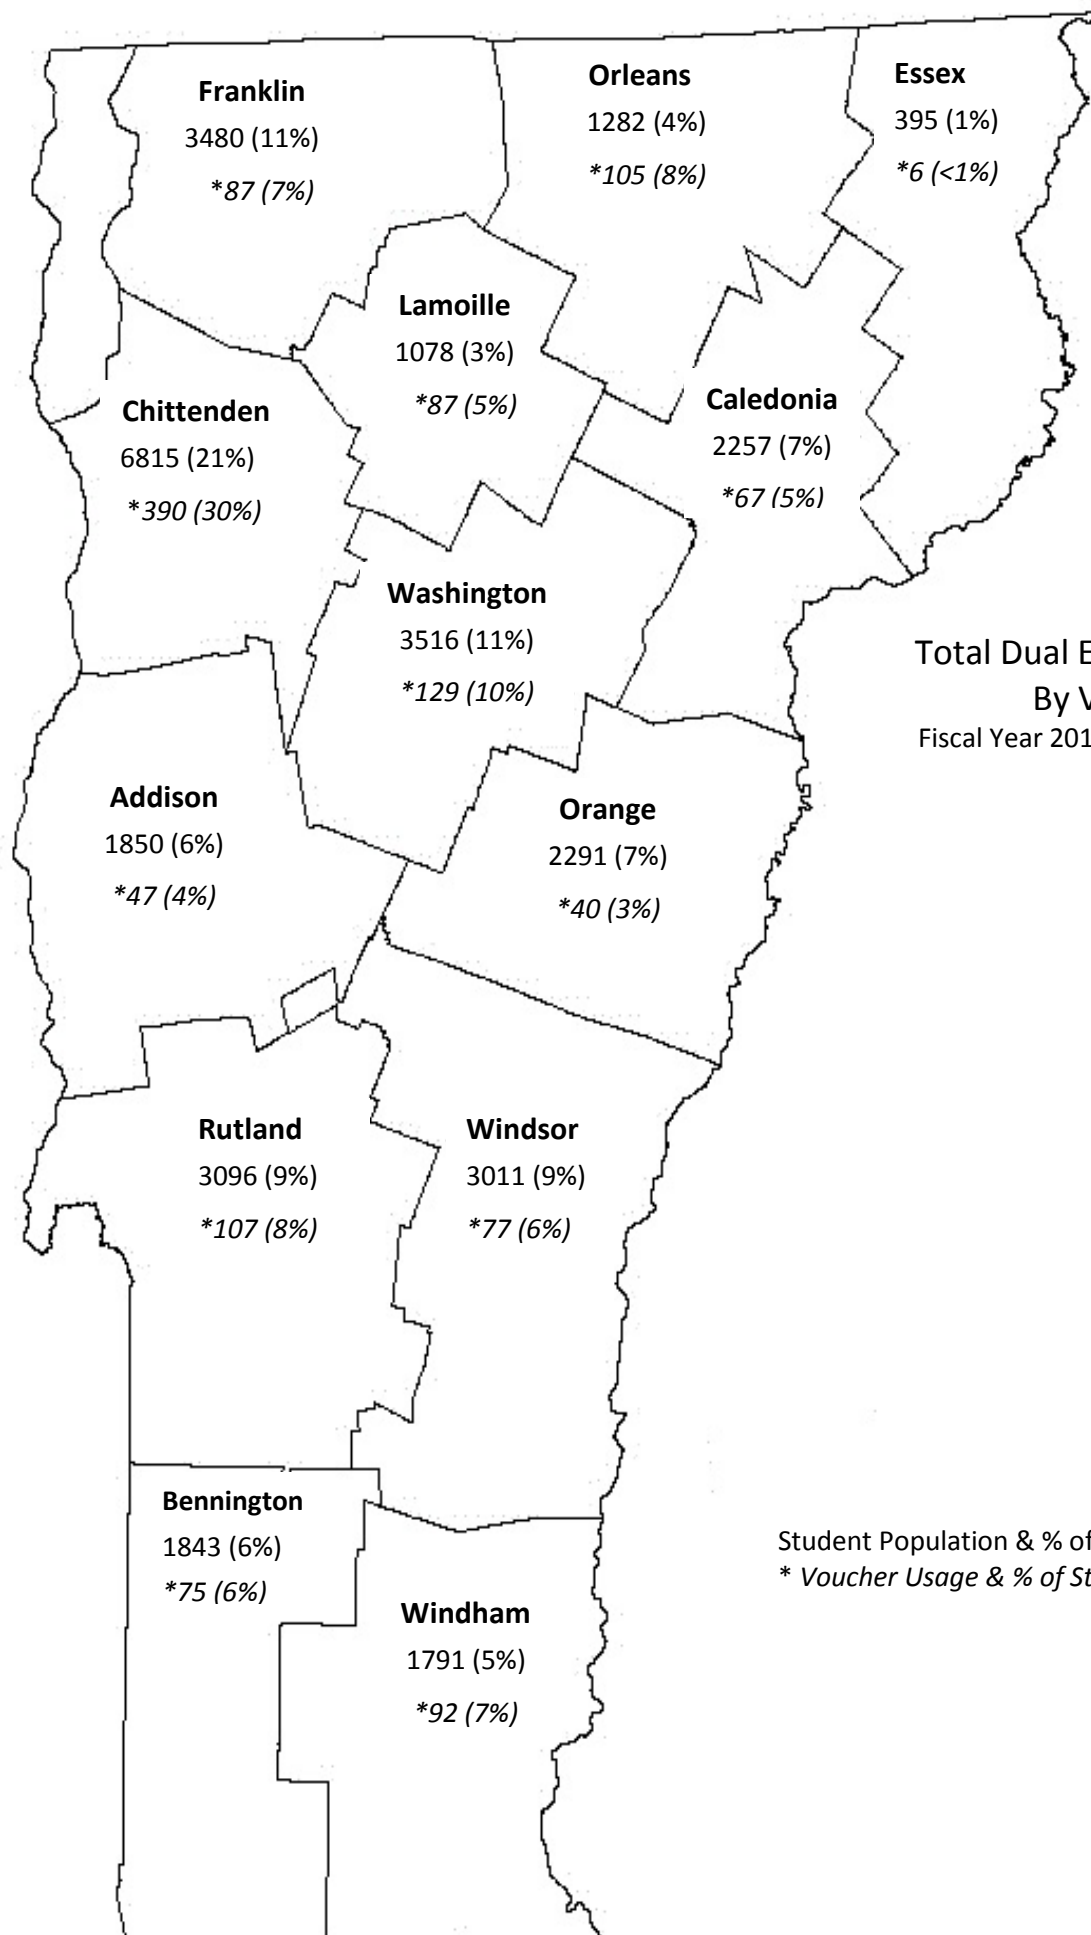 Franklin
3480 (11%)
*87 (7%)
Orleans
1282 (4%)
*105 (8%)
Essex
395 (1%)
*6 (<1%)
Lamoille
1078 (3%)
*87 (5%)
Chittenden
6815 (21%)
*390 (30%)
Caledonia
2257 (7%)
*67 (5%)
Washington
3516 (11%)
*129 (10%)
Total Dual E
By V
Fiscal Year 201
Addison
1850 (6%)
*47 (4%)
Orange
2291 (7%)
*40 (3%)
Rutland
3096 (9%)
*107 (8%)
Windsor
3011 (9%)
*77 (6%)
Bennington
1843 (6%)
*75 (6%)
Student Population & % of
* Voucher Usage & % of St
Windham
1791 (5%)
*92 (7%)